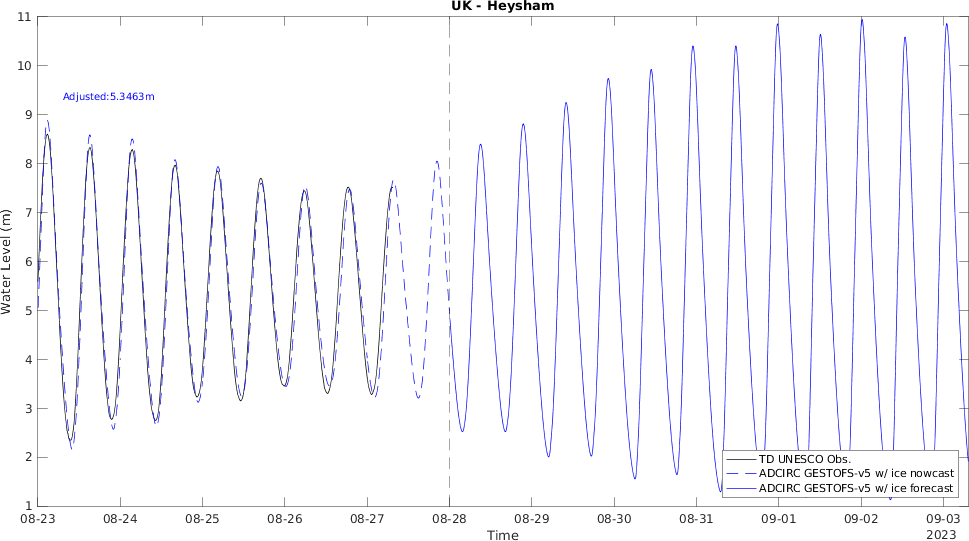 UK - Heysham
11
10
9
8
7
6
5
4
3
2
1
Water Level (m)
Adjusted:5.3463m
TD UNESCO Obs.
ADCIRC GESTOFS-v5 w/ ice nowcast
ADCIRC GESTOFS-v5 w/ ice forecast
08-23 08-24 08-25 08-26 08-27 08-28 08-29 08-30 08-31 09-01 09-02 09-03
Time
2023